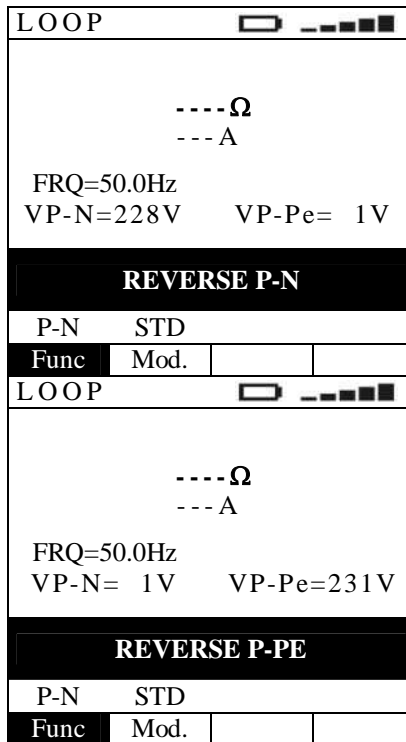 LOOP
----Ω
---A
FRQ=50.0Hz
VP-N=228V VP-Pe= 1V
REVERSE P-N
P-N STD
Func Mod.
LOOP
----Ω
---A
FRQ=50.0Hz
VP-N= 1V VP-Pe=231V
REVERSE P-PE
P-N STD
Func Mod.